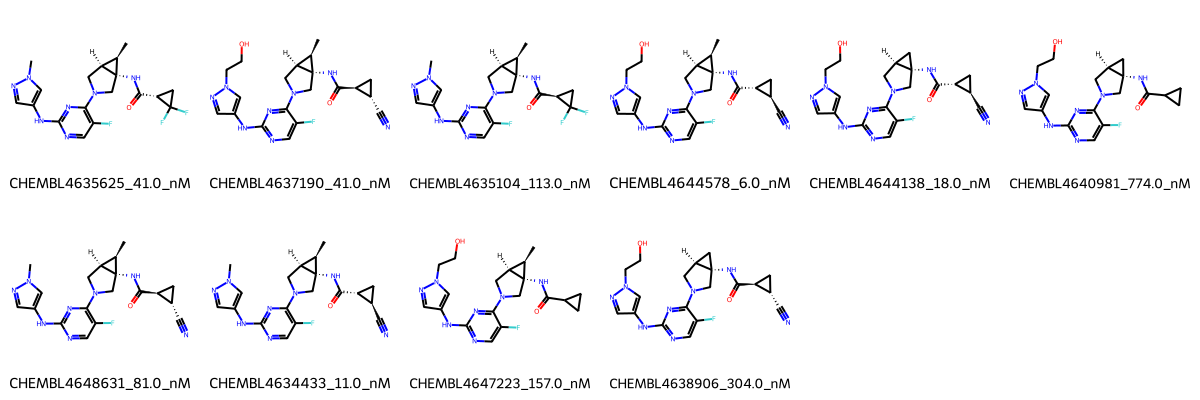 CHEMBL4635625_41.0_nM
CHEMBL4637190_41.0_nM
CHEMBL4635104_113.0_nM
CHEMBL4644578_6.0_nM
CHEMBL4644138_18.0_nM
CHEMBL4640981_774.0_nM
CHEMBL4648631_81.0_nM
CHEMBL4634433_11.0_nM
CHEMBL4647223_157.0_nM
CHEMBL4638906_304.0_nM